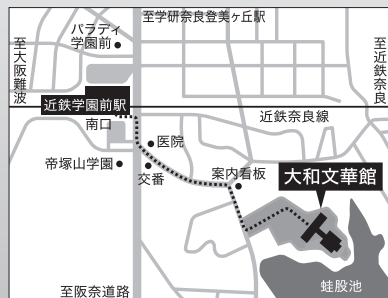 至学研奈良登美ヶ丘駅
パラディ
学園前
至大阪難波
至近鉄奈良
近鉄学園前駅
近鉄奈良線
南口
医院
帝塚山学園
交番
案内看板
大和文華館
蛙股池
至阪奈道路